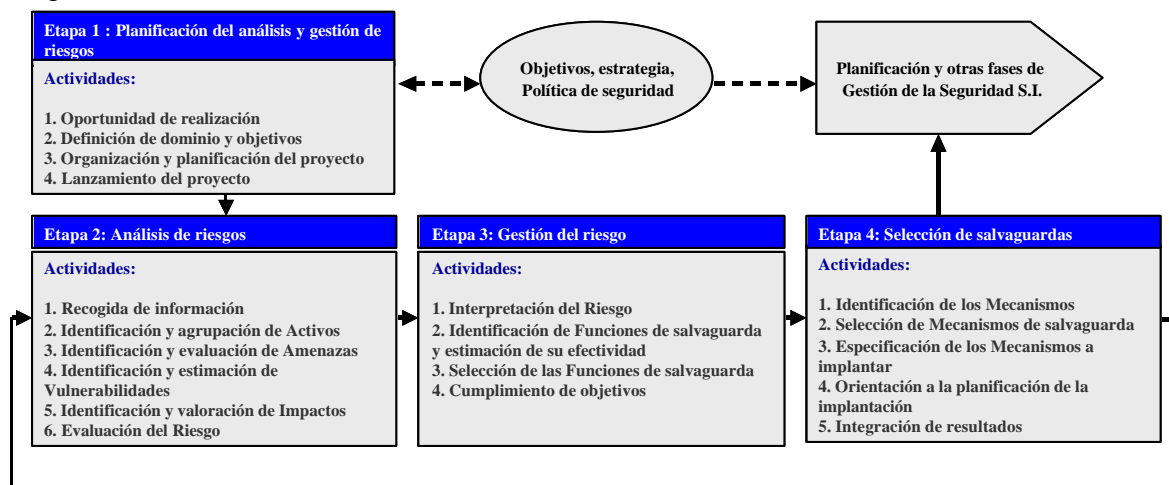 Etapa 1 : Planificación del análisis y gestión de
riesgos
Actividades:
1. Oportunidad de realización
2. Definición de dominio y objetivos
3. Organización y planificación del proyecto
4. Lanzamiento del proyecto
Objetivos, estrategia,
Política de seguridad
Planificación y otras fases de
Gestión de la Seguridad S.I.
Etapa 2: Análisis de riesgos
Actividades:
1. Recogida de información
2. Identificación y agrupación de Activos
3. Identificación y evaluación de Amenazas
4. Identificación y estimación de
Vulnerabilidades
5. Identificación y valoración de Impactos
6. Evaluación del Riesgo
Etapa 3: Gestión del riesgo
Actividades:
1. Interpretación del Riesgo
2. Identificación de Funciones de salvaguarda
y estimación de su efectividad
3. Selección de las Funciones de salvaguarda
4. Cumplimiento de objetivos
Etapa 4: Selección de salvaguardas
Actividades:
1. Identificación de los Mecanismos
2. Selección de Mecanismos de salvaguarda
3. Especificación de los Mecanismos a
implantar
4. Orientación a la planificación de la
implantación
5. Integración de resultados